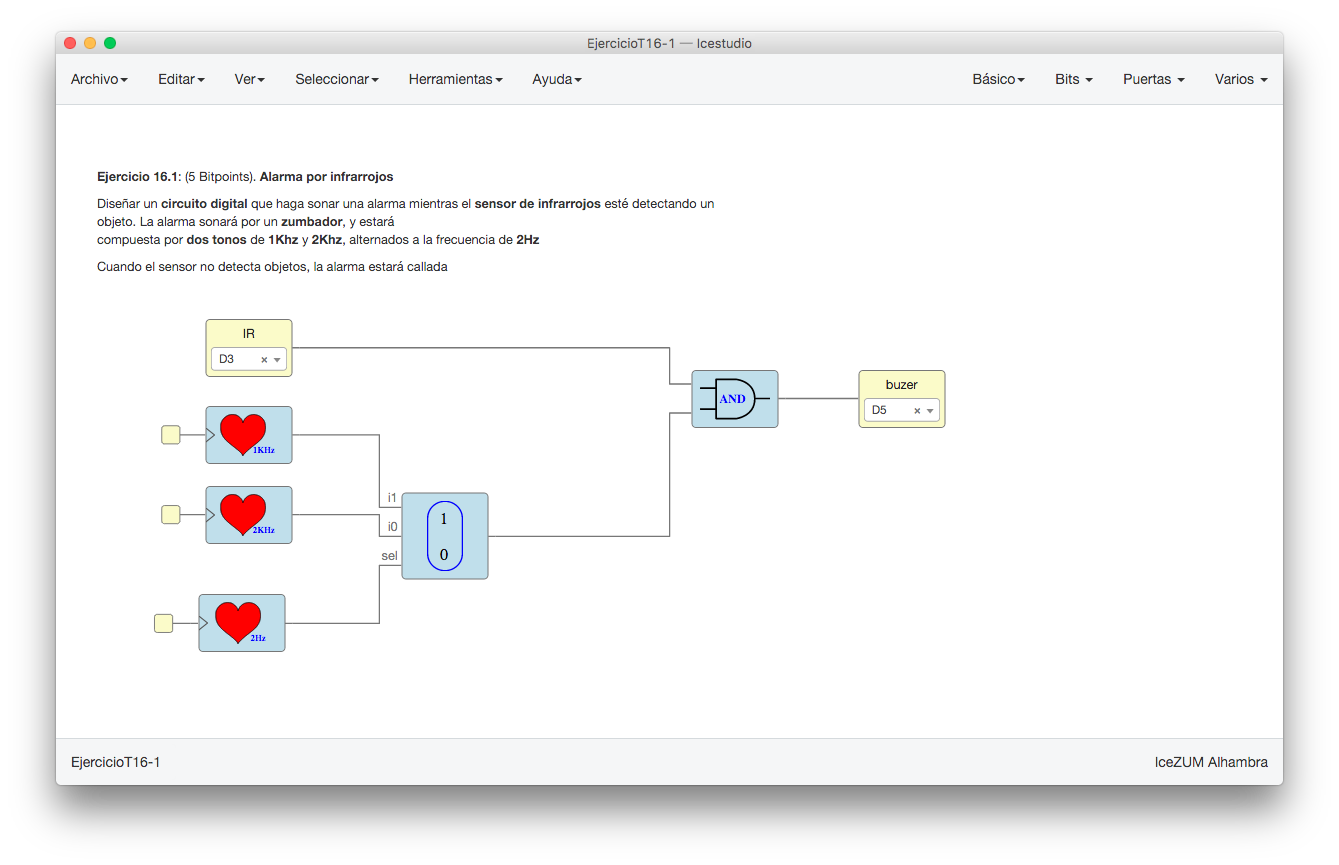 EjercicioT16-1 — Icestudio
Archivo Editar Ver Seleccionar Herramientas Ayuda Básico Bits Puertas Varios
Ejercicio 16.1: (5 Bitpoints). Alarma por infrarrojos
Diseñar un circuito digital que haga sonar una alarma mientras el sensor de infrarrojos esté detectando un
objeto. La alarma sonará por un zumbador, y estará
compuesta por dos tonos de 1Khz y 2Khz, alternados a la frecuencia de 2Hz
Cuando el sensor no detecta objetos, la alarma estará callada
IR
D3 ×
AND
buzer
D5 ×
1KHz
2KHz
2Hz
i1
i0
sel
1
0
EjercicioT16-1 IceZUM Alhambra